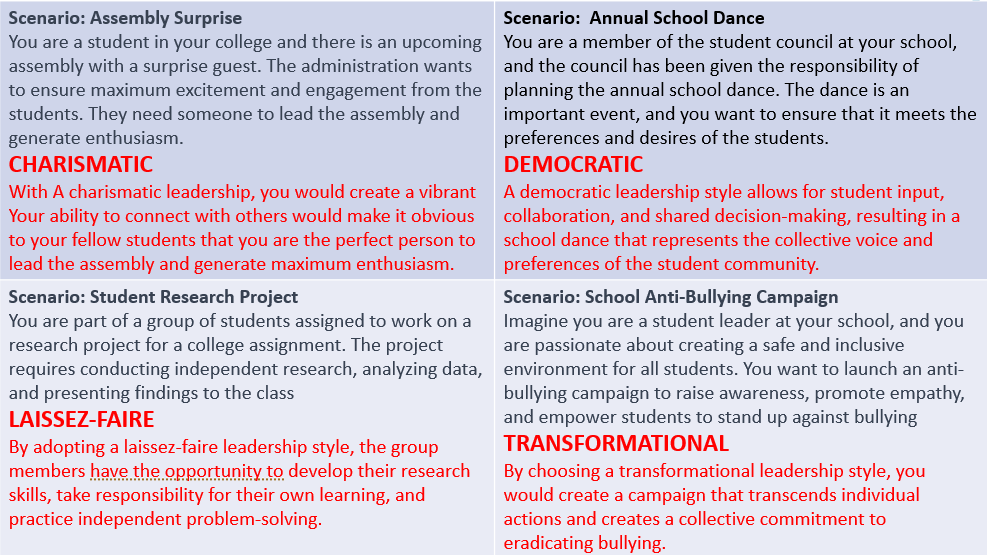 Scenario: Assembly Surprise
You are a student in your college and there is an upcoming
assembly with a surprise guest. The administration wants
to ensure maximum excitement and engagement from the
students. They need someone to lead the assembly and
generate enthusiasm.
CHARISMATIC
With A charismatic leadership, you would create a vibrant
Your ability to connect with others would make it obvious
to your fellow students that you are the perfect person to
lead the assembly and generate maximum enthusiasm.
Scenario:  Annual School Dance
You are a member of the student council at your school,
and the council has been given the responsibility of
planning the annual school dance. The dance is an
important event, and you want to ensure that it meets the
preferences and desires of the students.
DEMOCRATIC
A democratic leadership style allows for student input,
collaboration, and shared decision-making, resulting in a
school dance that represents the collective voice and
preferences of the student community.
Scenario: Student Research Project
You are part of a group of students assigned to work on a
research project for a college assignment. The project
requires conducting independent research, analyzing data,
and presenting findings to the class
LAISSEZ-FAIRE
By adopting a laissez-faire leadership style, the group
members have the opportunity to develop their research
skills, take responsibility for their own learning, and
practice independent problem-solving.
Scenario: School Anti-Bullying Campaign
Imagine you are a student leader at your school, and you
are passionate about creating a safe and inclusive
environment for all students. You want to launch an anti-
bullying campaign to raise awareness, promote empathy,
and empower students to stand up against bullying
TRANSFORMATIONAL
By choosing a transformational leadership style, you
would create a campaign that transcends individual
actions and creates a collective commitment to
eradicating bullying.